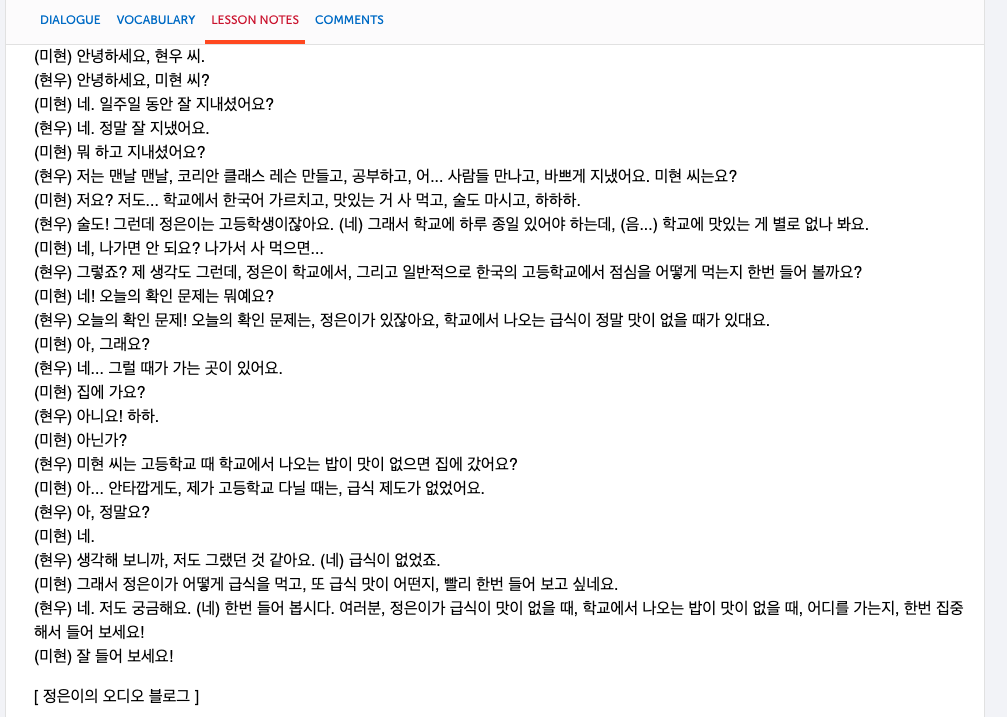 DIALOGUE VOCABULARY LESSON NOTES COMMENTS
(미현) 안녕하세요, 현우 씨.
(현우) 안녕하세요, 미현 씨?
(미현) 네. 일주일 동안 잘 지내셨어요?
(현우) 네. 정말 잘 지냈어요.
(미현) 뭐 하고 지내셨어요?
(현우) 저는 맨날 맨날, 코리안 클래스 레슨 만들고, 공부하고, 어... 사람들 만나고, 바쁘게 지냈어요. 미현 씨는요?
(미현) 저요? 저도... 학교에서 한국어 가르치고, 맛있는 거 사 먹고, 술도 마시고, 하하하.
(현우) 술도! 그런데 정은이는 고등학생이잖아요. (네) 그래서 학교에 하루 종일 있어야 하는데, (음...) 학교에 맛있는 게 별로 없나 봐요.
(미현) 네, 나가면 안 되요? 나가서 사 먹으면...
(현우) 그렇죠? 제 생각도 그런데, 정은이 학교에서, 그리고 일반적으로 한국의 고등학교에서 점심을 어떻게 먹는지 한번 들어 볼까요?
(미현) 네! 오늘의 확인 문제는 뭐예요?
(현우) 오늘의 확인 문제! 오늘의 확인 문제는, 정은이가 있잖아요, 학교에서 나오는 급식이 정말 맛이 없을 때가 있대요.
(미현) 아, 그래요?
(현우) 네... 그럴 때가 가는 곳이 있어요.
(미현) 집에 가요?
(현우) 아니요! 하하.
(미현) 아닌가?
(현우) 미현 씨는 고등학교 때 학교에서 나오는 밥이 맛이 없으면 집에 갔어요?
(미현) 아... 안타깝게도, 제가 고등학교 다닐 때는, 급식 제도가 없었어요.
(현우) 아, 정말요?
(미현) 네.
(현우) 생각해 보니까, 저도 그랬던 것 같아요. (네) 급식이 없었죠.
(미현) 그래서 정은이가 어떻게 급식을 먹고, 또 급식 맛이 어떤지, 빨리 한번 들어 보고 싶네요.
(현우) 네. 저도 궁금해요. (네) 한번 들어 봅시다. 여러분, 정은이가 급식이 맛이 없을 때, 학교에서 나오는 밥이 맛이 없을 때, 어디를 가는지, 한번 집중
해서 들어 보세요!
(미현) 잘 들어 보세요!
[ 정은이의 오디오 블로그 ]